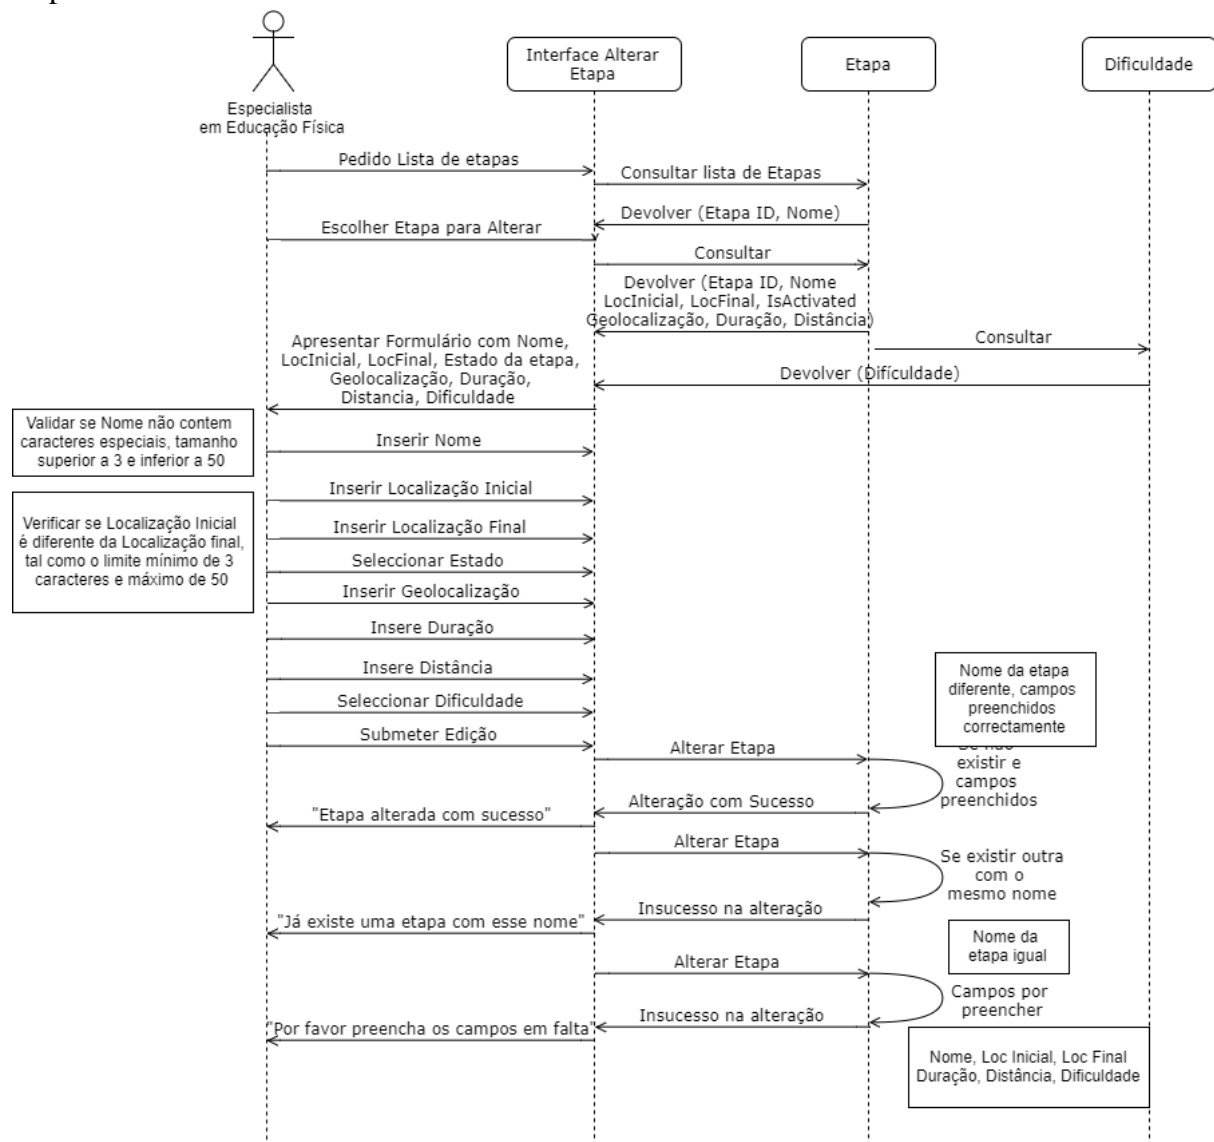 Especialista
em Educação Física
Interface Alterar
Etapa
Etapa
Dificuldade
Pedido Lista de etapas
Consultar lista de Etapas
Devolver (Etapa ID, Nome)
Escolher Etapa para Alterar
Consultar
Devolver (Etapa ID, Nome
LocInicial, LocFinal, IsActivated
Geolocalização, Duração, Distância)
Consultar
Devolver (Difículdade)
Apresentar Formulário com Nome,
LocInicial, LocFinal, Estado da etapa,
Geolocalização, Duração,
Distancia, Dificuldade
Validar se Nome não contem
caracteres especiais, tamanho
superior a 3 e inferior a 50
Inserir Nome
Verificar se Localização Inicial
é diferente da Localização final,
tal como o limite mínimo de 3
caracteres e máximo de 50
Inserir Localização Inicial
Inserir Localização Final
Seleccionar Estado
Inserir Geolocalização
Insere Duração
Insere Distância
Seleccionar Dificuldade
Submeter Edição
Nome da etapa
diferente, campos
preenchidos
correctamente
Alterar Etapa
Se não
existir e
campos
preenchidos
Alteração com Sucesso
"Etapa alterada com sucesso"
Alterar Etapa
Se existir outra
com o
mesmo nome
Insucesso na alteração
"Já existe uma etapa com esse nome"
Nome da
etapa igual
Alterar Etapa
Campos por
preencher
Insucesso na alteração
"Por favor preencha os campos em falta"
Nome, Loc Inicial, Loc Final
Duração, Distância, Dificuldade